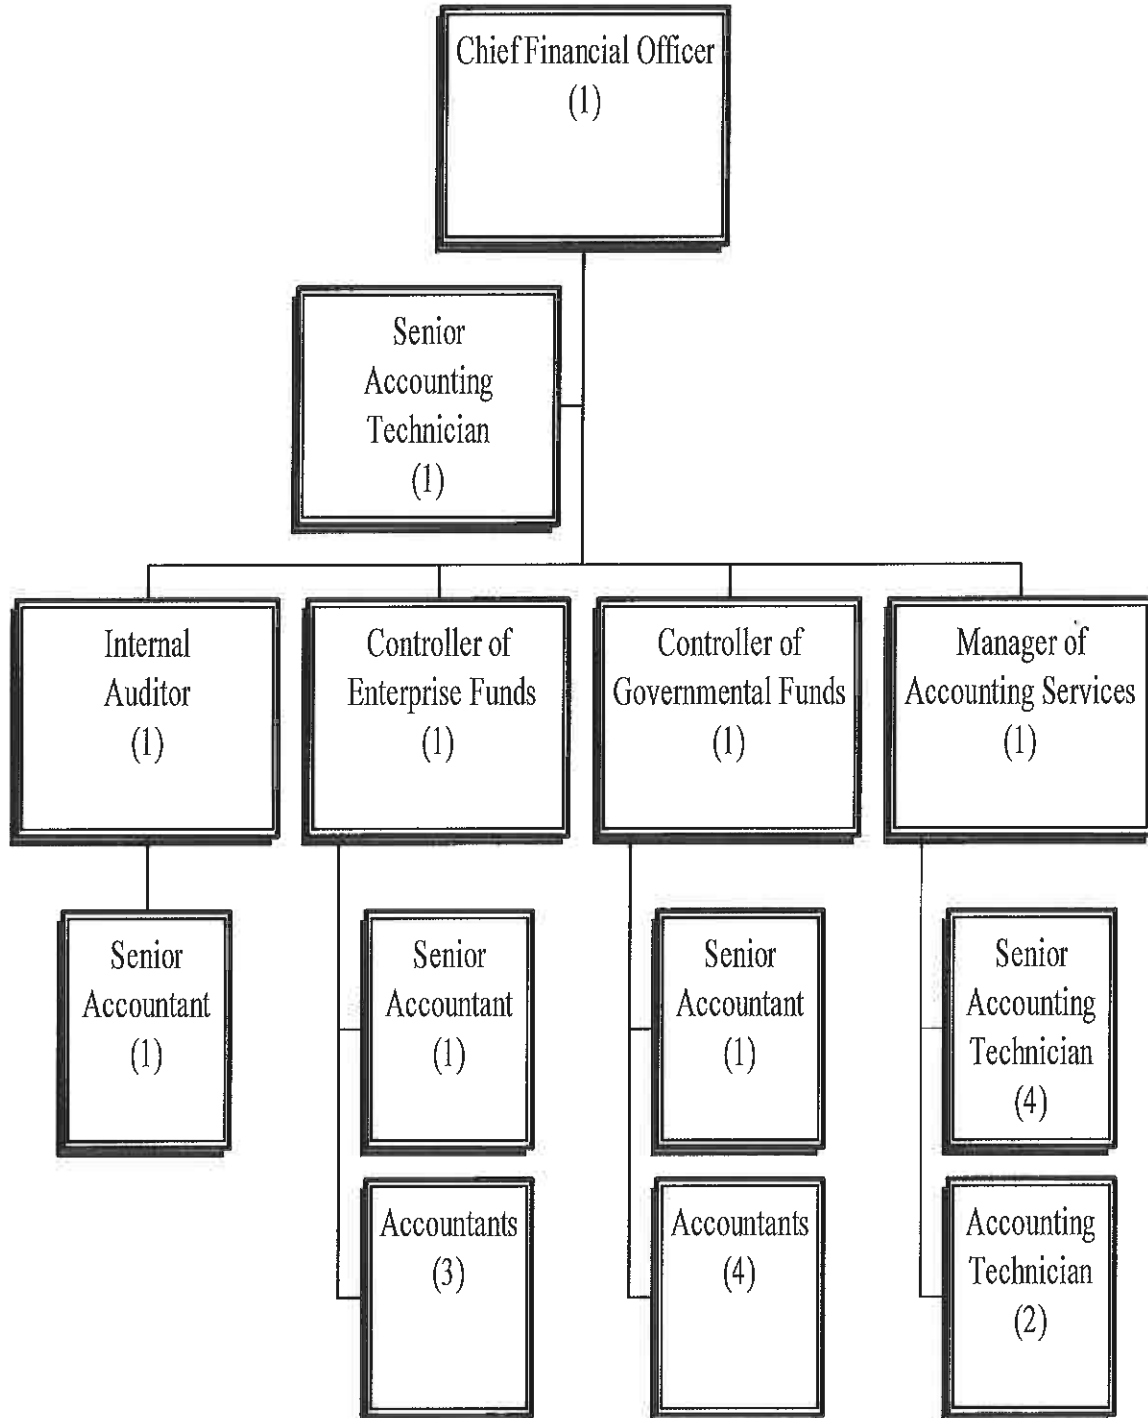 Chief Financial Officer
(1)
Senior
Accounting
Technician
(1)
Internal
Auditor
(1)
Controller of
Enterprise Funds
(1)
Controller of
Governmental Funds
(1)
Manager of
Accounting Services
(1)
Senior
Accountant
(1)
Senior
Accountant
(1)
Accountants
(3)
Senior
Accountant
(1)
Accountants
(4)
Senior
Accounting
Technician
(4)
Accounting
Technician
(2)